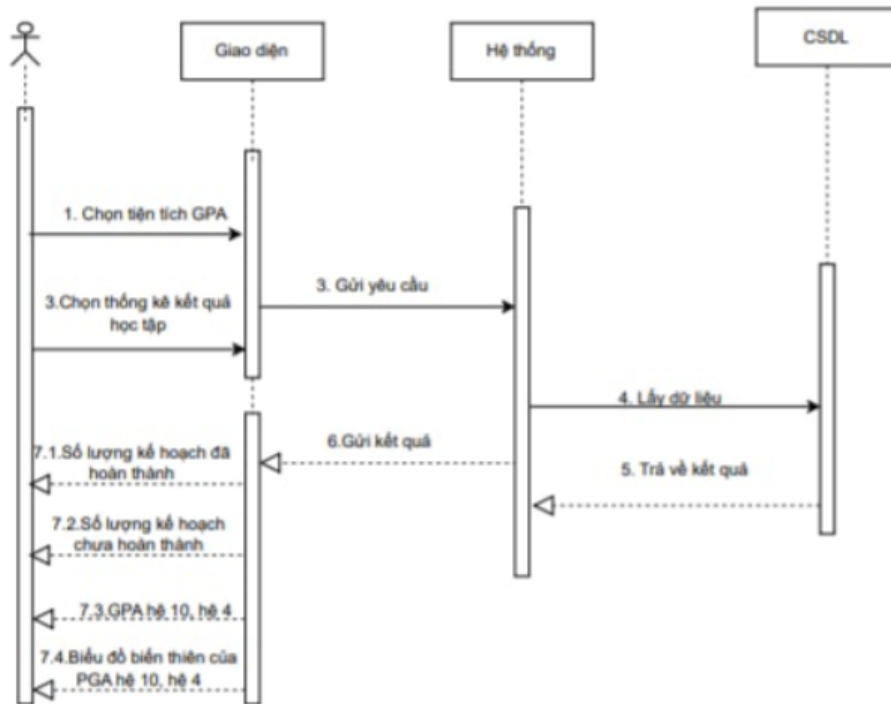 Giao diện
Hệ thống
CSDL
1. Chọn tiện tích GPA
3.Chọn thống kê kết quả
học tập
3. Gửi yêu cầu
4. Lấy dữ liệu
6.Gửi kết quả
5. Trả về kết quả
7.1.Số lượng kế hoạch đã
hoàn thành
7.2.Số lượng kế hoạch
chưa hoàn thành
7.3.GPA hệ 10, hệ 4
7.4.Biểu đồ biến thiên của
PGA hệ 10, hệ 4